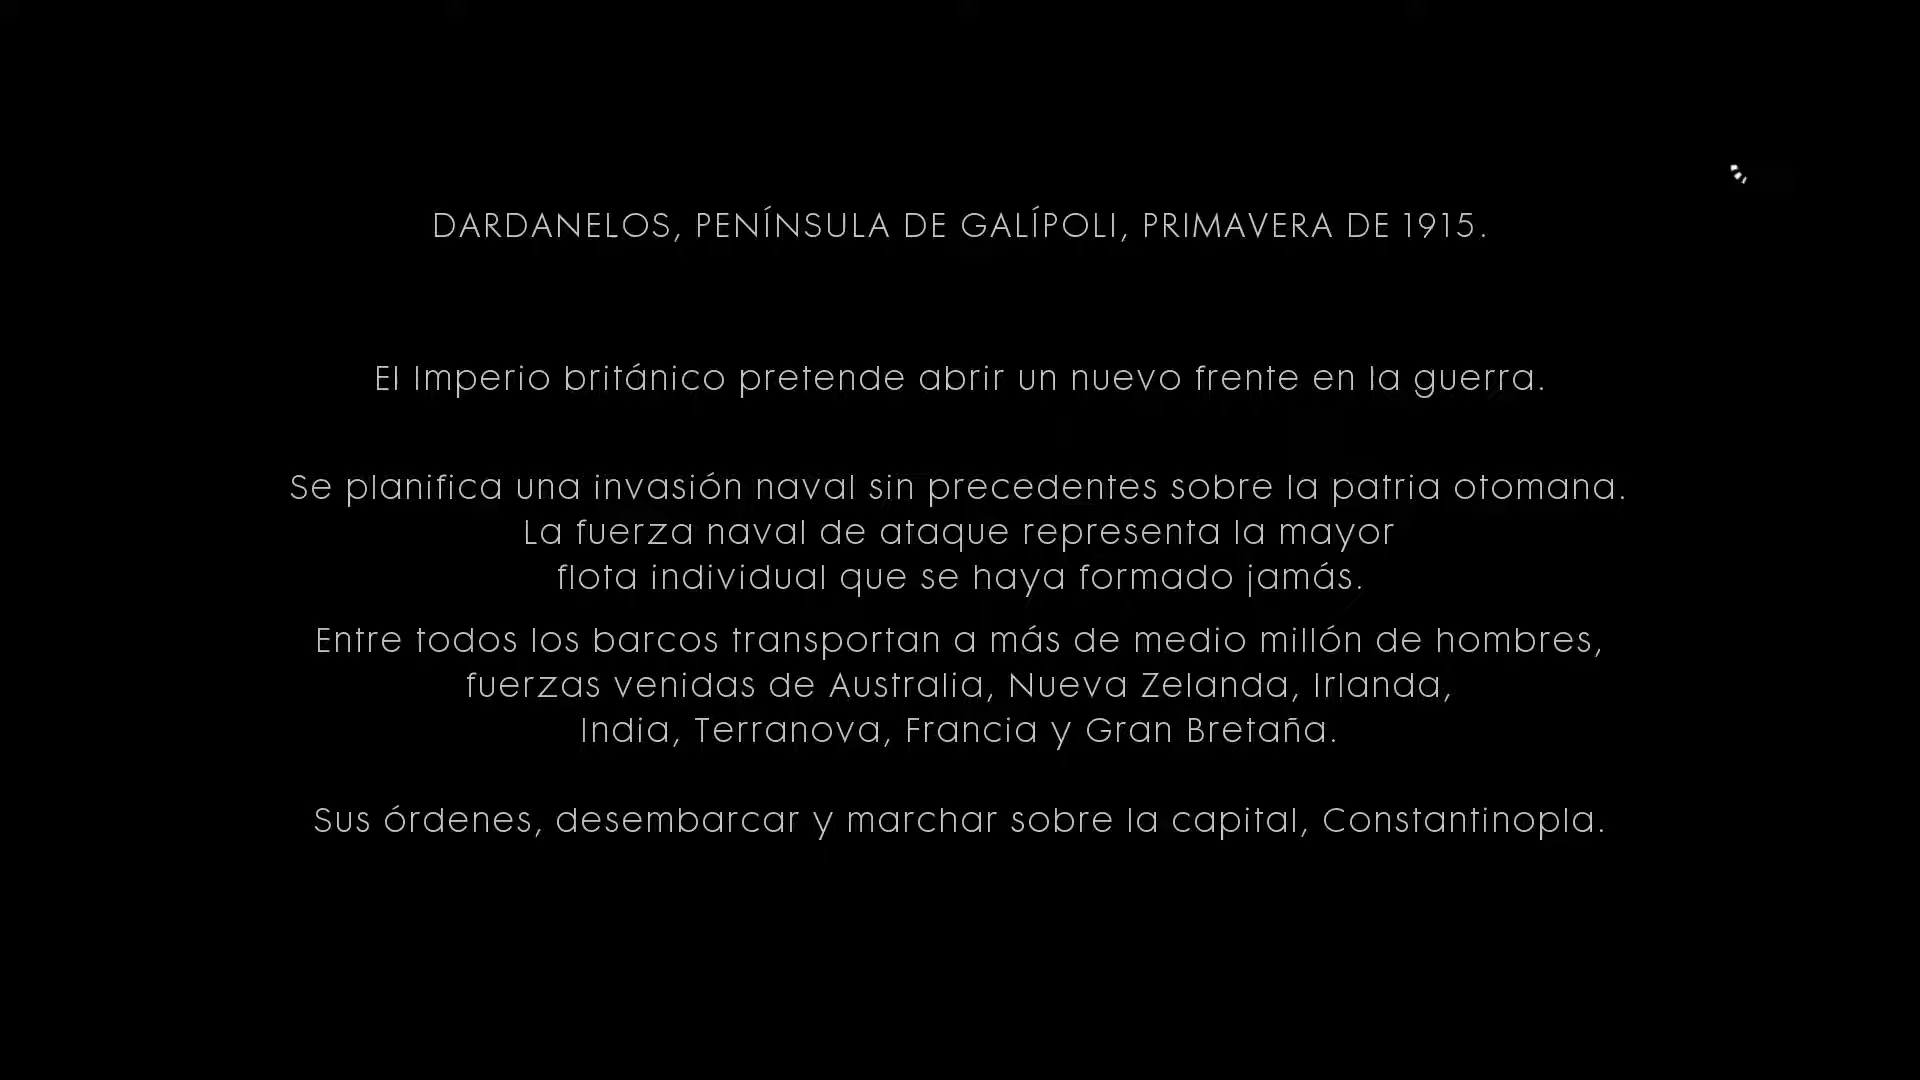 DARDANELOS, PENÍNSULA DE GALÍPOLI, PRIMAVERA DE 1915.
El Imperio británico pretende abrir un nuevo frente en la guerra.
Se planifica una invasión naval sin precedentes sobre la patria otomana.
La fuerza naval de ataque representa la mayor
flota individual que se haya formado jamás.
Entre todos los barcos transportan a más de medio millón de hombres,
fuerzas venidas de Australia, Nueva Zelanda, Irlanda,
India, Terranova, Francia y Gran Bretaña.
Sus órdenes, desembarcar y marchar sobre la capital, Constantinopla.